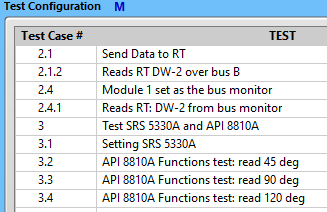 Test Configuration M
Test Case # TEST
2.1 Send Data to RT
2.1.2 Reads RT DW-2 over bus B
2.4 Module 1 set as the bus monitor
2.4.1 Reads RT: DW-2 from bus monitor
3 Test SRS 5330A and API 8810A
3.1 Setting SRS 5330A
3.2 API 8810A Functions test: read 45 deg
3.3 API 8810A Functions test: read 90 deg
3.4 API 8810A Functions test: read 120 deg